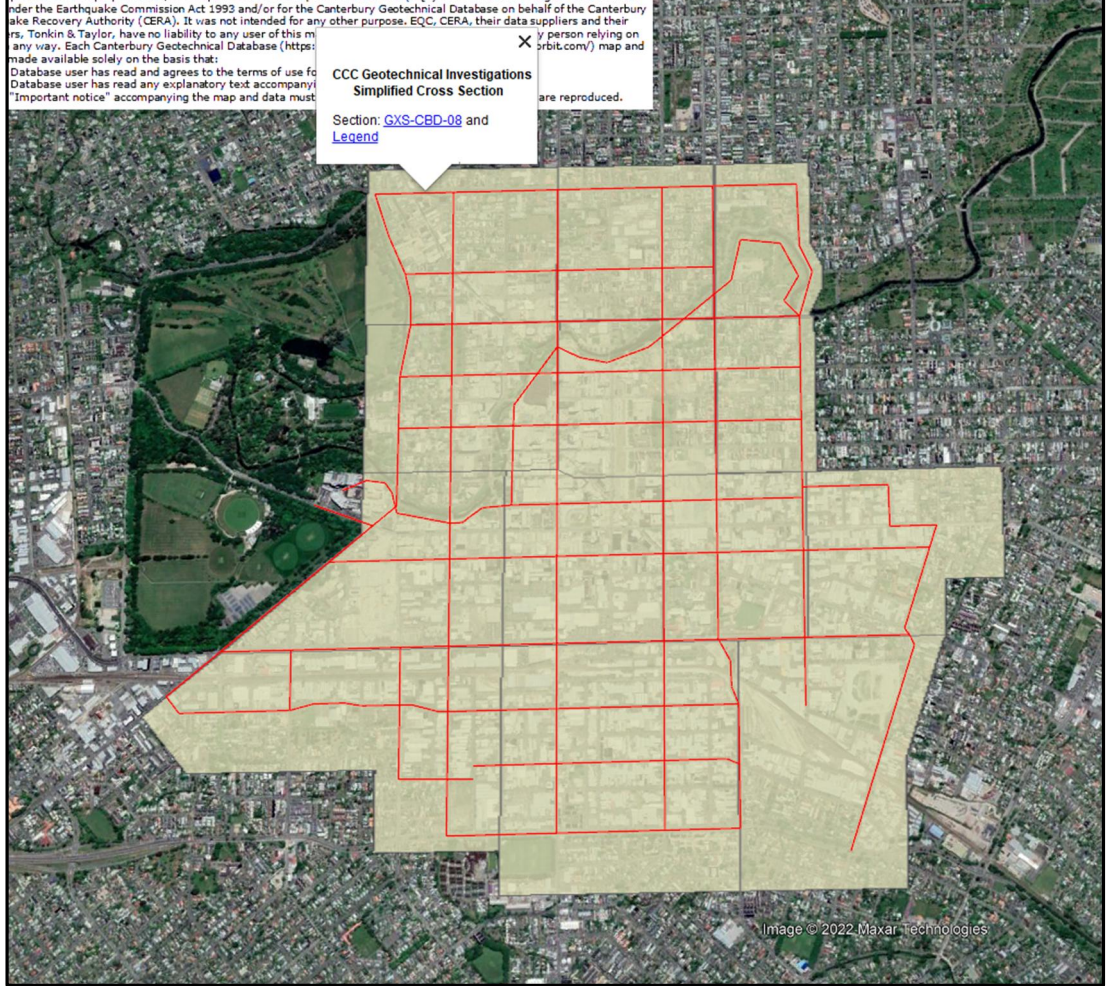 nder the Earthquake Commission Act 1993 and/or for the Canterbury Geotechnical Database on behalf of the Canterbury
ake Recovery Authority (CERA). It was not intended for any other purpose. EQC, CERA, their data suppliers and their
rs, Tonkin & Taylor, have no liability to any user of this m y person relying on
any way. Each Canterbury Geotechnical Database (https: orbit.com/) map and
made available solely on the basis that:
Database user has read and agrees to the terms of use fo
Database user has read any explanatory text accompanyi
"Important notice" accompanying the map and data must are reproduced.
CCC Geotechnical Investigations
Simplified Cross Section
Section: GXS-CBD-08 and
Legend
Image © 2022 Maxar Technologies